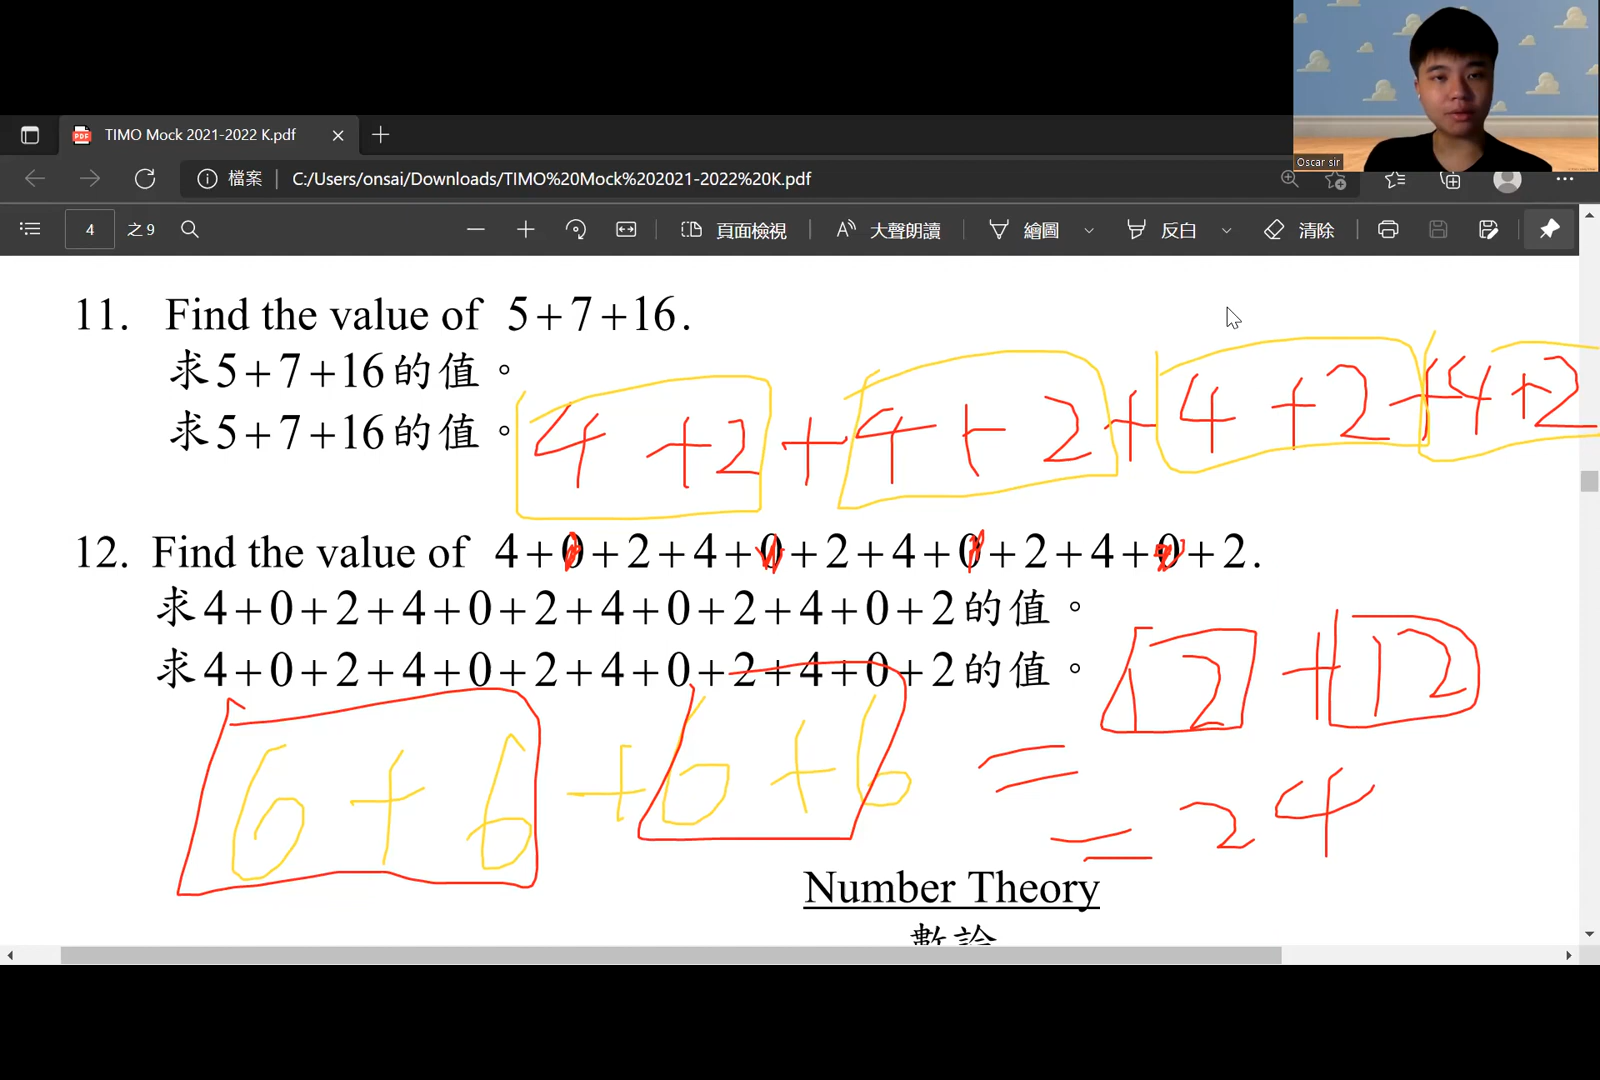 Oscar sir
TIMO Mock 2021-2022 K.pdf
檔案 C:/Users/onsai/Downloads/TIMO%20Mock%202021-2022%20K.pdf
4 之 9 頁面檢視 大聲朗讀 繪圖 反白 清除
11. Find the value of 5+7+16.
求5+7+16的值。
求5+7+16的值。
4+2+4+2+4+2+4+2
12. Find the value of 4+0+2+4+0+2+4+0+2+4+0+2.
求4+0+2+4+0+2+4+0+2+4+0+2的值。
求4+0+2+4+0+2+4+0+2+4+0+2的值。
6+6+6+6 = 12+12
= 24
Number Theory
數論